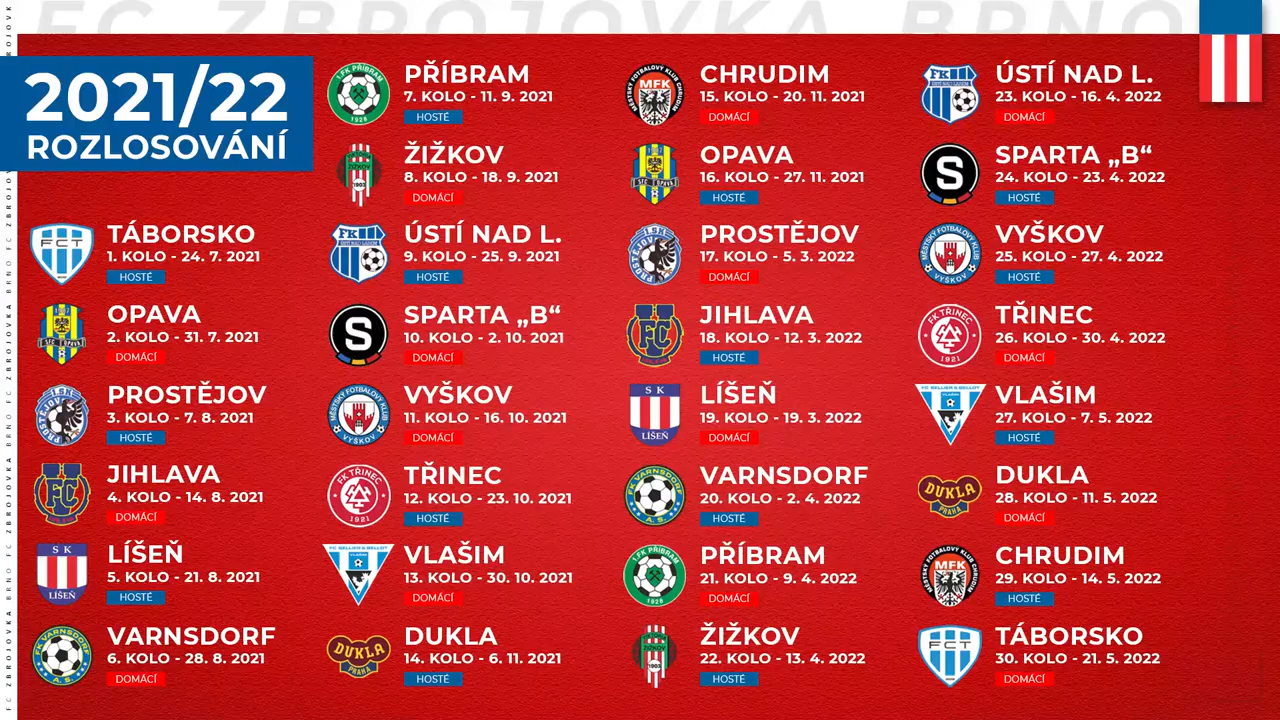 FC ZBROJOVKA BRNO
2021/22
ROZLOSOVÁNÍ
TÁBORSKO
1. KOLO - 24. 7. 2021
HOSTÉ
OPAVA
2. KOLO - 31. 7. 2021
DOMÁCÍ
PROSTĚJOV
3. KOLO - 7. 8. 2021
HOSTÉ
JIHLAVA
4. KOLO - 14. 8. 2021
DOMÁCÍ
LÍŠEŇ
5. KOLO - 21. 8. 2021
HOSTÉ
VARNSDORF
6. KOLO - 28. 8. 2021
DOMÁCÍ
PŘÍBRAM
7. KOLO - 11. 9. 2021
HOSTÉ
ŽIŽKOV
8. KOLO - 18. 9. 2021
DOMÁCÍ
ÚSTÍ NAD L.
9. KOLO - 25. 9. 2021
HOSTÉ
SPARTA „B“
10. KOLO - 2. 10. 2021
DOMÁCÍ
VYŠKOV
11. KOLO - 16. 10. 2021
DOMÁCÍ
TŘINEC
12. KOLO - 23. 10. 2021
HOSTÉ
VLAŠIM
13. KOLO - 30. 10. 2021
DOMÁCÍ
DUKLA
14. KOLO - 6. 11. 2021
HOSTÉ
CHRUDIM
15. KOLO - 20. 11. 2021
DOMÁCÍ
OPAVA
16. KOLO - 27. 11. 2021
HOSTÉ
PROSTĚJOV
17. KOLO - 5. 3. 2022
DOMÁCÍ
JIHLAVA
18. KOLO - 12. 3. 2022
HOSTÉ
LÍŠEŇ
19. KOLO - 19. 3. 2022
DOMÁCÍ
VARNSDORF
20. KOLO - 2. 4. 2022
HOSTÉ
PŘÍBRAM
21. KOLO - 9. 4. 2022
DOMÁCÍ
ŽIŽKOV
22. KOLO - 13. 4. 2022
HOSTÉ
ÚSTÍ NAD L.
23. KOLO - 16. 4. 2022
DOMÁCÍ
SPARTA „B“
24. KOLO - 23. 4. 2022
HOSTÉ
VYŠKOV
25. KOLO - 27. 4. 2022
HOSTÉ
TŘINEC
26. KOLO - 30. 4. 2022
DOMÁCÍ
VLAŠIM
27. KOLO - 7. 5. 2022
HOSTÉ
DUKLA
28. KOLO - 11. 5. 2022
DOMÁCÍ
CHRUDIM
29. KOLO - 14. 5. 2022
HOSTÉ
TÁBORSKO
30. KOLO - 21. 5. 2022
DOMÁCÍ